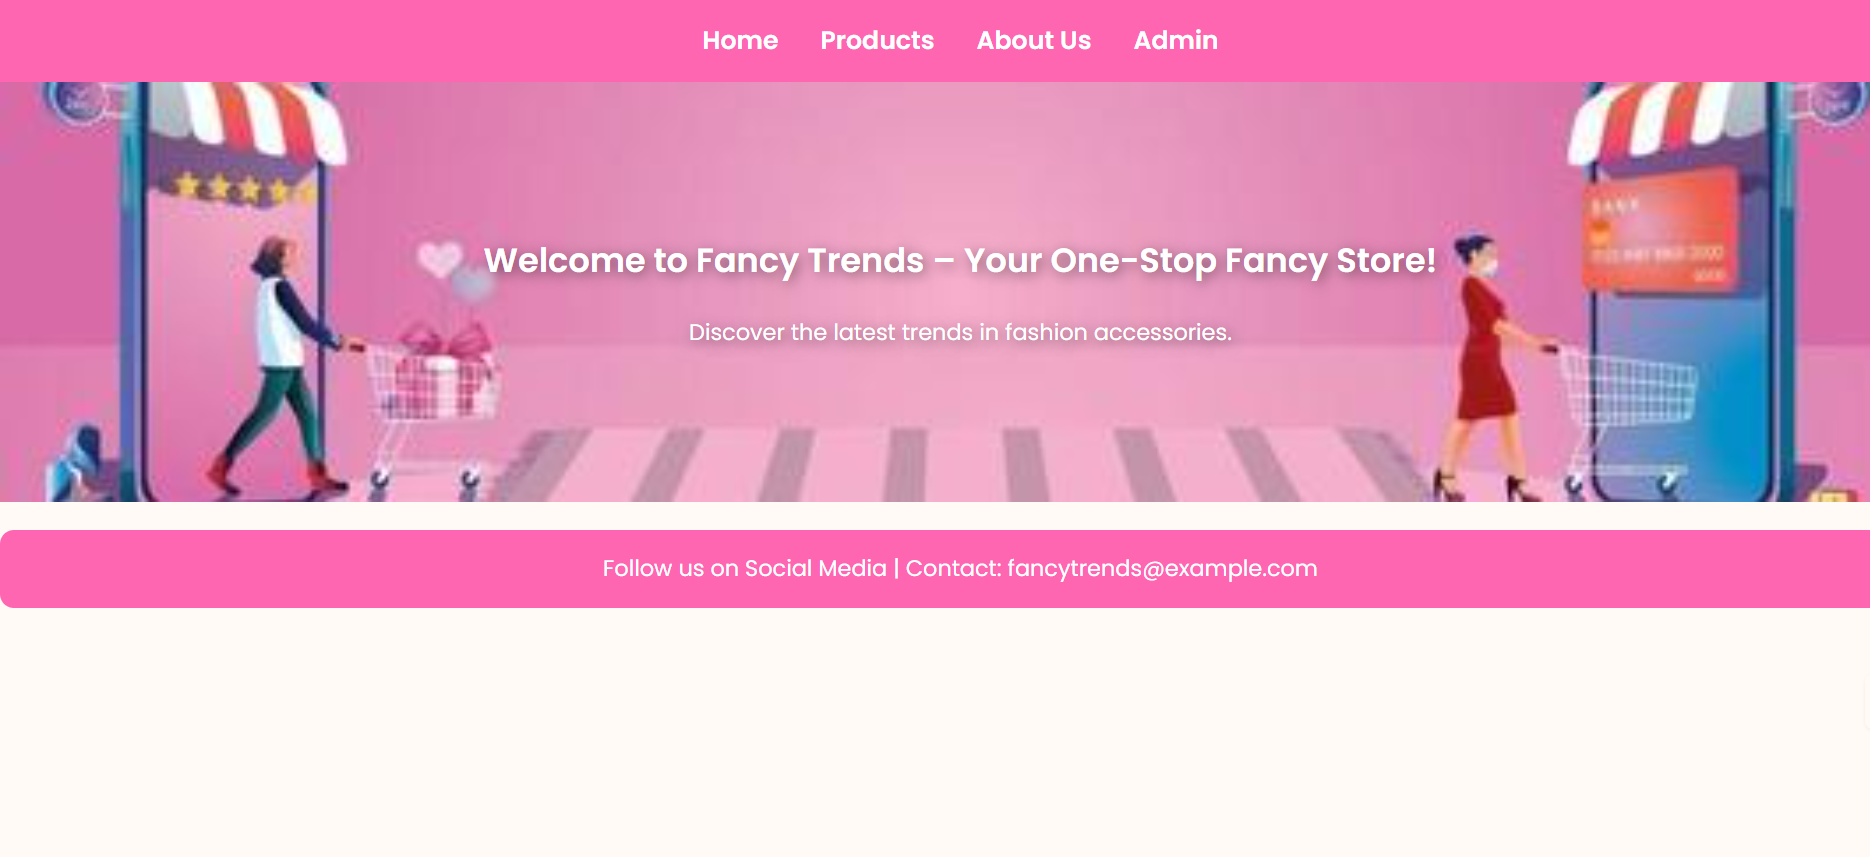 Home Products About Us Admin
BANK
Welcome to Fancy Trends – Your One-Stop Fancy Store!
Discover the latest trends in fashion accessories.
Follow us on Social Media | Contact: fancytrends@example.com